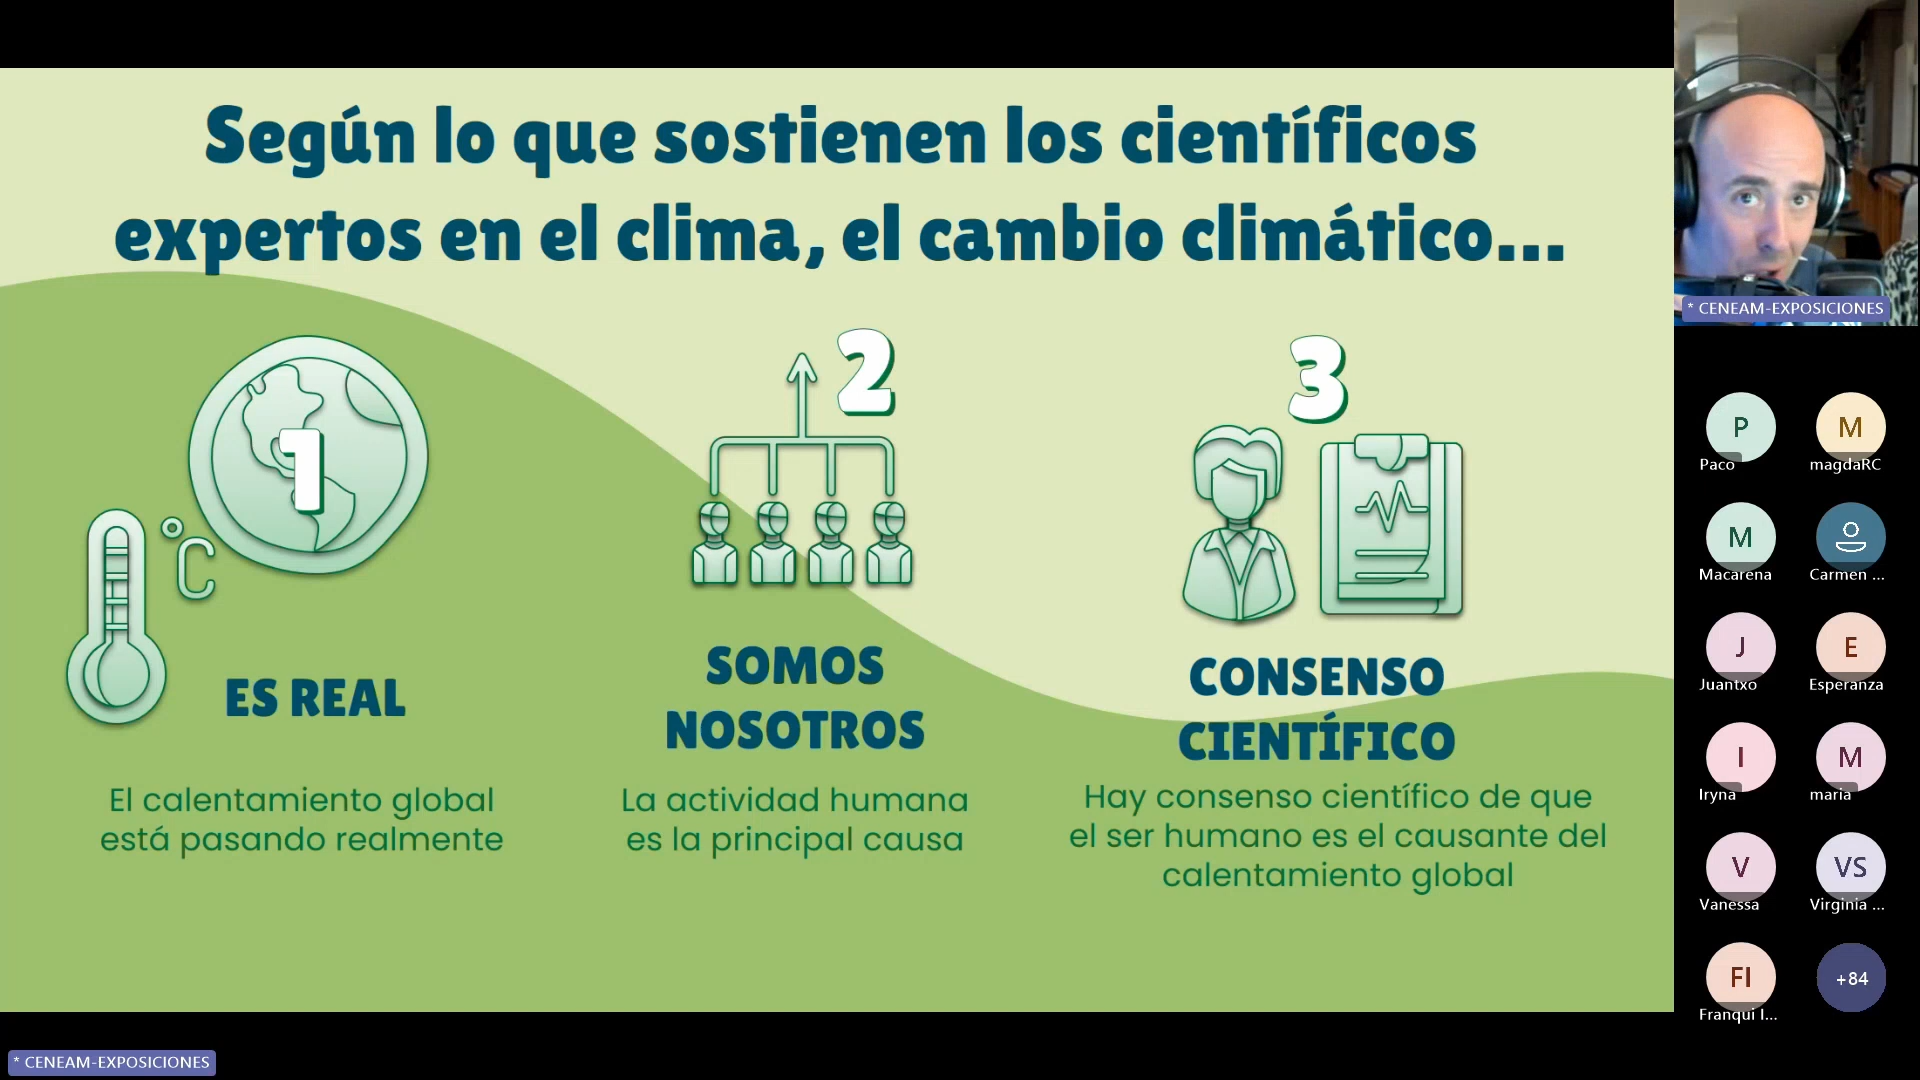 Según lo que sostienen los científicos
expertos en el clima, el cambio climático...
1
°C
ES REAL
El calentamiento global
está pasando realmente
2
SOMOS
NOSOTROS
La actividad humana
es la principal causa
3
CONSENSO
CIENTÍFICO
Hay consenso científico de que
el ser humano es el causante del
calentamiento global
* CENEAM-EXPOSICIONES
P
Paco
M
magdaRC
M
Macarena
Carmen ...
J
Juantxo
E
Esperanza
I
Iryna
M
maria
V
Vanessa
VS
Virginia ...
FI
Franqui I...
+84
* CENEAM-EXPOSICIONES